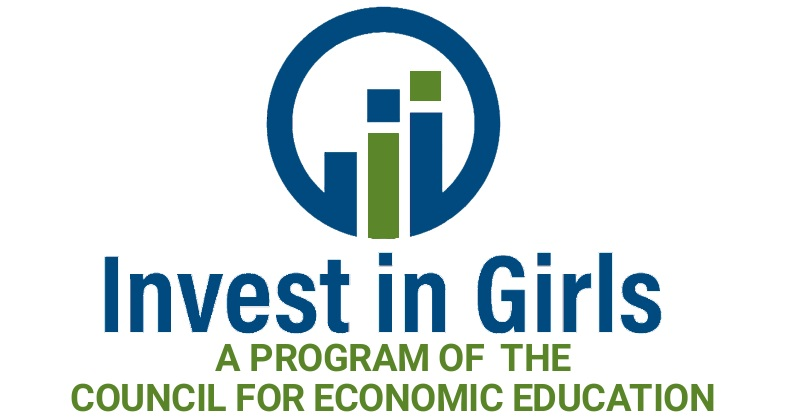 Invest in Girls
A PROGRAM OF THE
COUNCIL FOR ECONOMIC EDUCATION